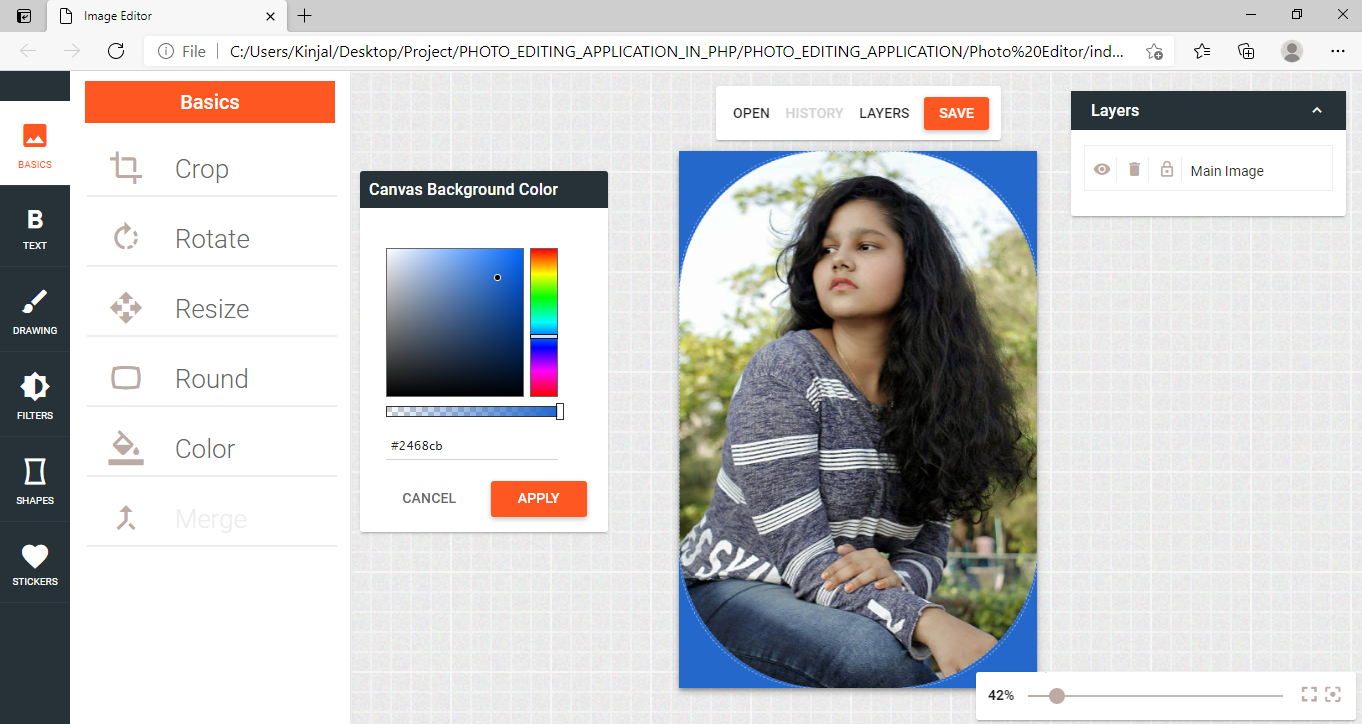 Image Editor
File
C:/Users/Kinjal/Desktop/Project/PHOTO_EDITING_APPLICATION_IN_PHP/PHOTO_EDITING_APPLICATION/Photo%20Editor/ind...
BASICS
B
TEXT
DRAWING
FILTERS
SHAPES
STICKERS
Basics
Crop
Rotate
Resize
Round
Color
Merge
Canvas Background Color
#2468cb
CANCEL APPLY
OPEN HISTORY LAYERS SAVE
Layers
Main Image
42%